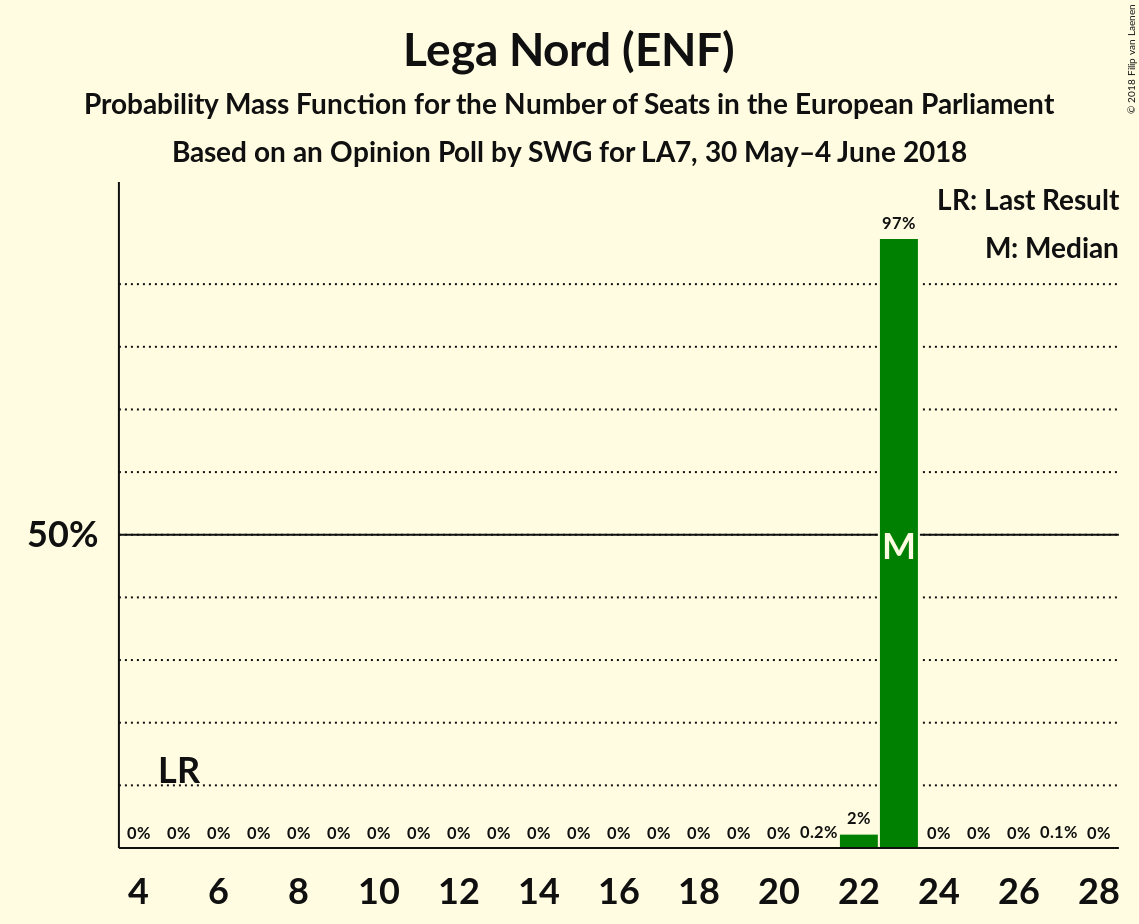 Lega Nord (ENF)
Probability Mass Function for the Number of Seats in the European Parliament
Based on an Opinion Poll by SWG for LA7, 30 May–4 June 2018
© 2018 Filip van Laenen
LR: Last Result
M: Median
97%
50%
M
LR
0% 0% 0% 0% 0% 0% 0% 0% 0% 0% 0% 0% 0% 0% 0% 0% 0% 0.2% 2% 0% 0% 0% 0.1% 0%
4 6 8 10 12 14 16 18 20 22 24 26 28